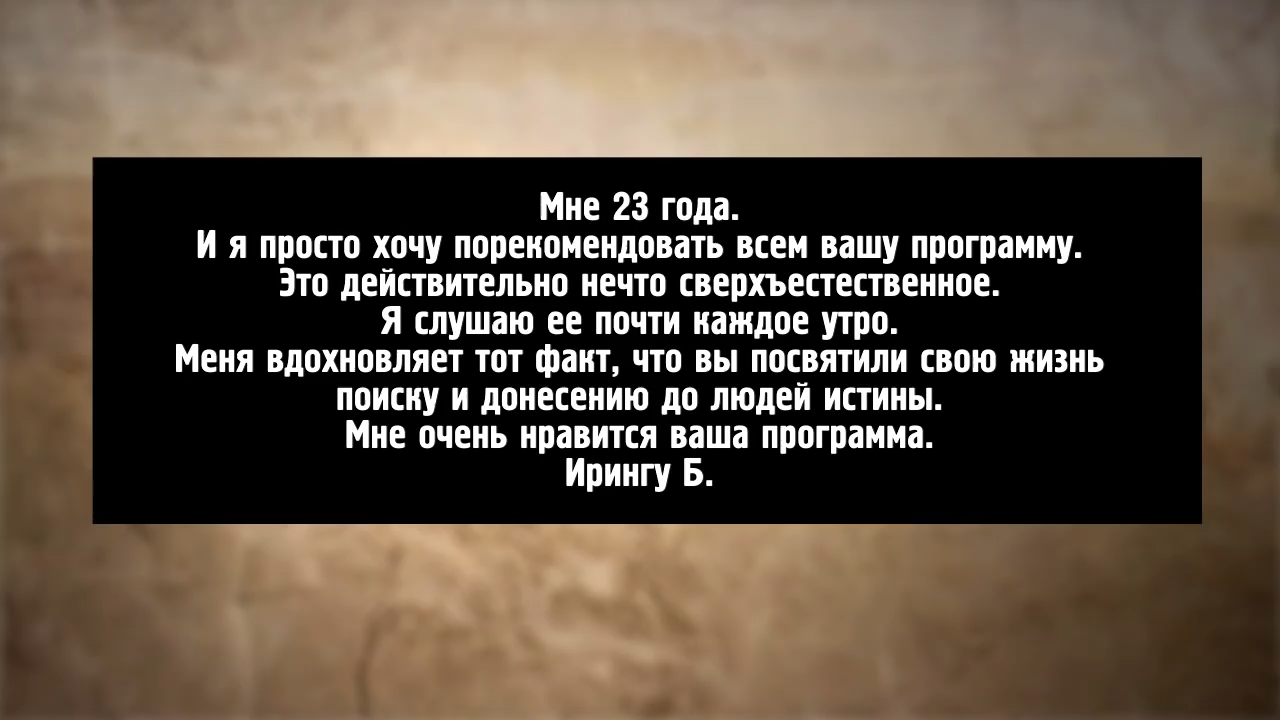 Мне 23 года.
И я просто хочу порекомендовать всем вашу программу.
Это действительно нечто сверхъестественное.
Я слушаю ее почти каждое утро.
Меня вдохновляет тот факт, что вы посвятили свою жизнь
поиску и донесению до людей истины.
Мне очень нравится ваша программа.
Ирингу Б.